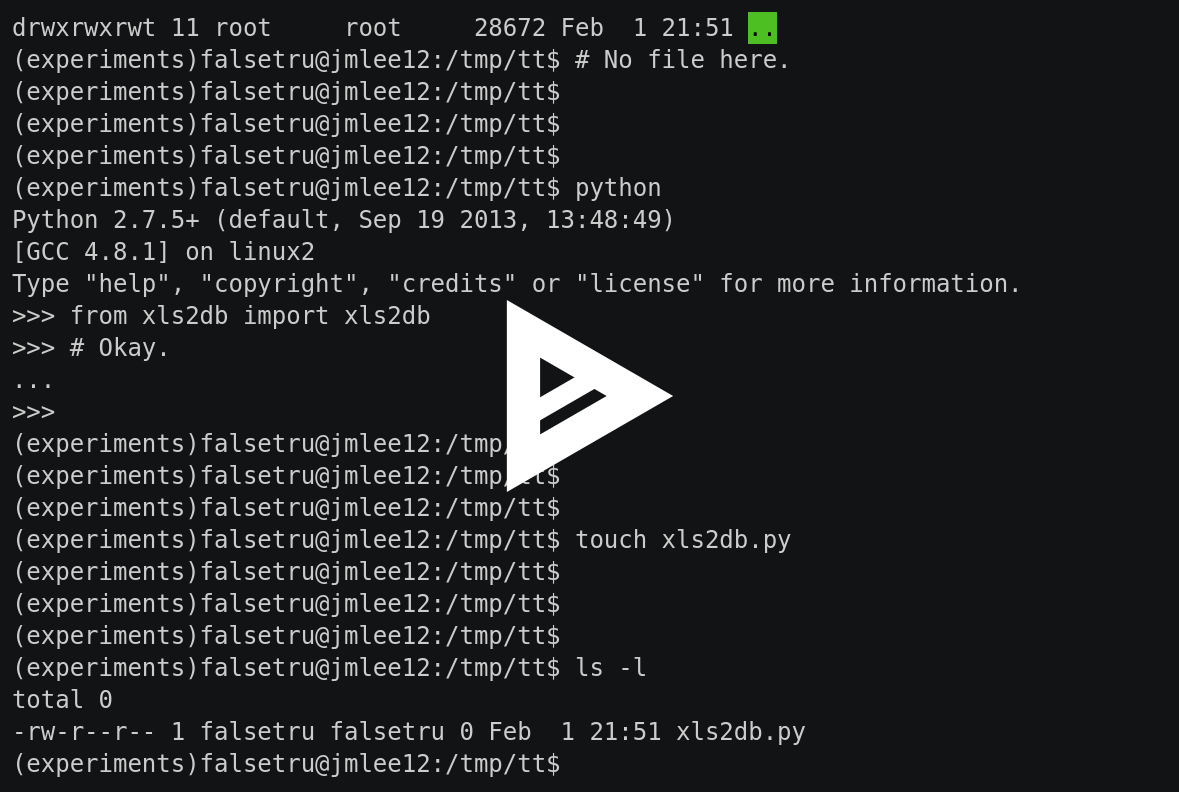 drwxrwxrwt 11 root     root     28672 Feb  1 21:51 ..
(experiments)falsetru@jmlee12:/tmp/tt$ # No file here.
(experiments)falsetru@jmlee12:/tmp/tt$
(experiments)falsetru@jmlee12:/tmp/tt$
(experiments)falsetru@jmlee12:/tmp/tt$
(experiments)falsetru@jmlee12:/tmp/tt$ python
Python 2.7.5+ (default, Sep 19 2013, 13:48:49)
[GCC 4.8.1] on linux2
Type "help", "copyright", "credits" or "license" for more information.
>>> from xls2db import xls2db
>>> # Okay.
...
>>>
(experiments)falsetru@jmlee12:/tmp/
(experiments)falsetru@jmlee12:/tmp/tt$
(experiments)falsetru@jmlee12:/tmp/tt$
(experiments)falsetru@jmlee12:/tmp/tt$ touch xls2db.py
(experiments)falsetru@jmlee12:/tmp/tt$
(experiments)falsetru@jmlee12:/tmp/tt$
(experiments)falsetru@jmlee12:/tmp/tt$
(experiments)falsetru@jmlee12:/tmp/tt$ ls -l
total 0
-rw-r--r-- 1 falsetru falsetru 0 Feb  1 21:51 xls2db.py
(experiments)falsetru@jmlee12:/tmp/tt$